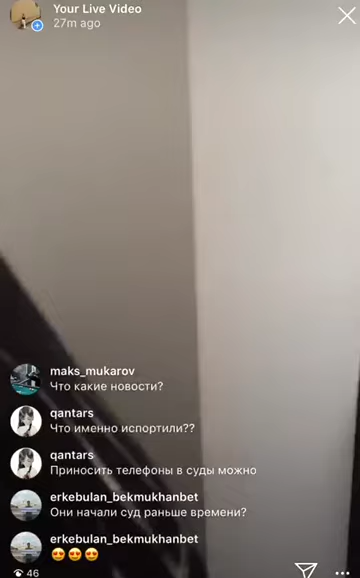 Your Live Video
27m ago
maks_mukarov
Что какие новости?
qantars
Что именно испортили??
qantars
Приносить телефоны в суды можно
erkebulan_bekmukhanbet
Они начали суд раньше времени?
erkebulan_bekmukhanbet
😍😍😍
46